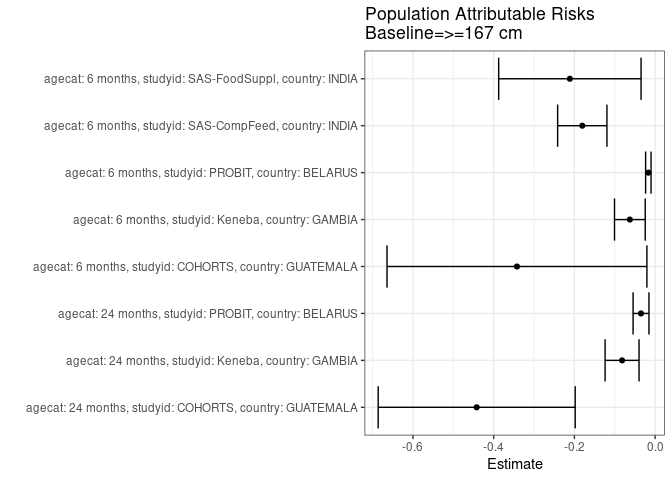 Population Attributable Risks
Baseline=>=167 cm
agecat: 6 months, studyid: SAS-FoodSuppl, country: INDIA
agecat: 6 months, studyid: SAS-CompFeed, country: INDIA
agecat: 6 months, studyid: PROBIT, country: BELARUS
agecat: 6 months, studyid: Keneba, country: GAMBIA
agecat: 6 months, studyid: COHORTS, country: GUATEMALA
agecat: 24 months, studyid: PROBIT, country: BELARUS
agecat: 24 months, studyid: Keneba, country: GAMBIA
agecat: 24 months, studyid: COHORTS, country: GUATEMALA
-0.6 -0.4 -0.2 0.0
Estimate